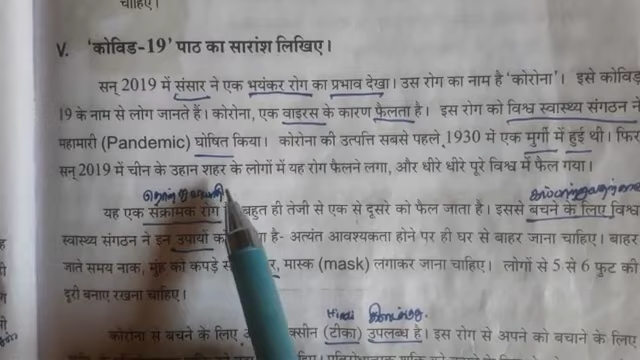 चाहिए।
V. 'कोविड-19' पाठ का सारांश लिखिए।
सन् 2019 में संसार ने एक भयंकर रोग का प्रभाव देखा। उस रोग का नाम है 'कोरोना'। इसे कोविड
19 के नाम से लोग जानते हैं। कोरोना, एक वाइरस के कारण फैलता है। इस रोग को विश्व स्वास्थ्य संगठन ने
महामारी (Pandemic) घोषित किया। कोरोना की उत्पत्ति सबसे पहले 1930 में एक मुर्गी में हुई थी। फिर
सन् 2019 में चीन के उहान शहर के लोगों में यह रोग फैलने लगा, और धीरे धीरे पूरे विश्व में फैल गया।
यह एक संक्रामक रोग बहुत ही तेजी से एक से दूसरे को फैल जाता है। इससे बचने के लिए विश्व
स्वास्थ्य संगठन ने इन उपायों को है- अत्यंत आवश्यकता होने पर ही घर से बाहर जाना चाहिए। बाहर
जाते समय नाक, मुंह को कपड़े मास्क (mask) लगाकर जाना चाहिए। लोगों से 5 से 6 फुट की
दूरी बनाए रखना चाहिए।
Hindi
कोरोना से बचने के लिए (टीका) उपलब्ध है। इस रोग से अपने को बचाने के लिए